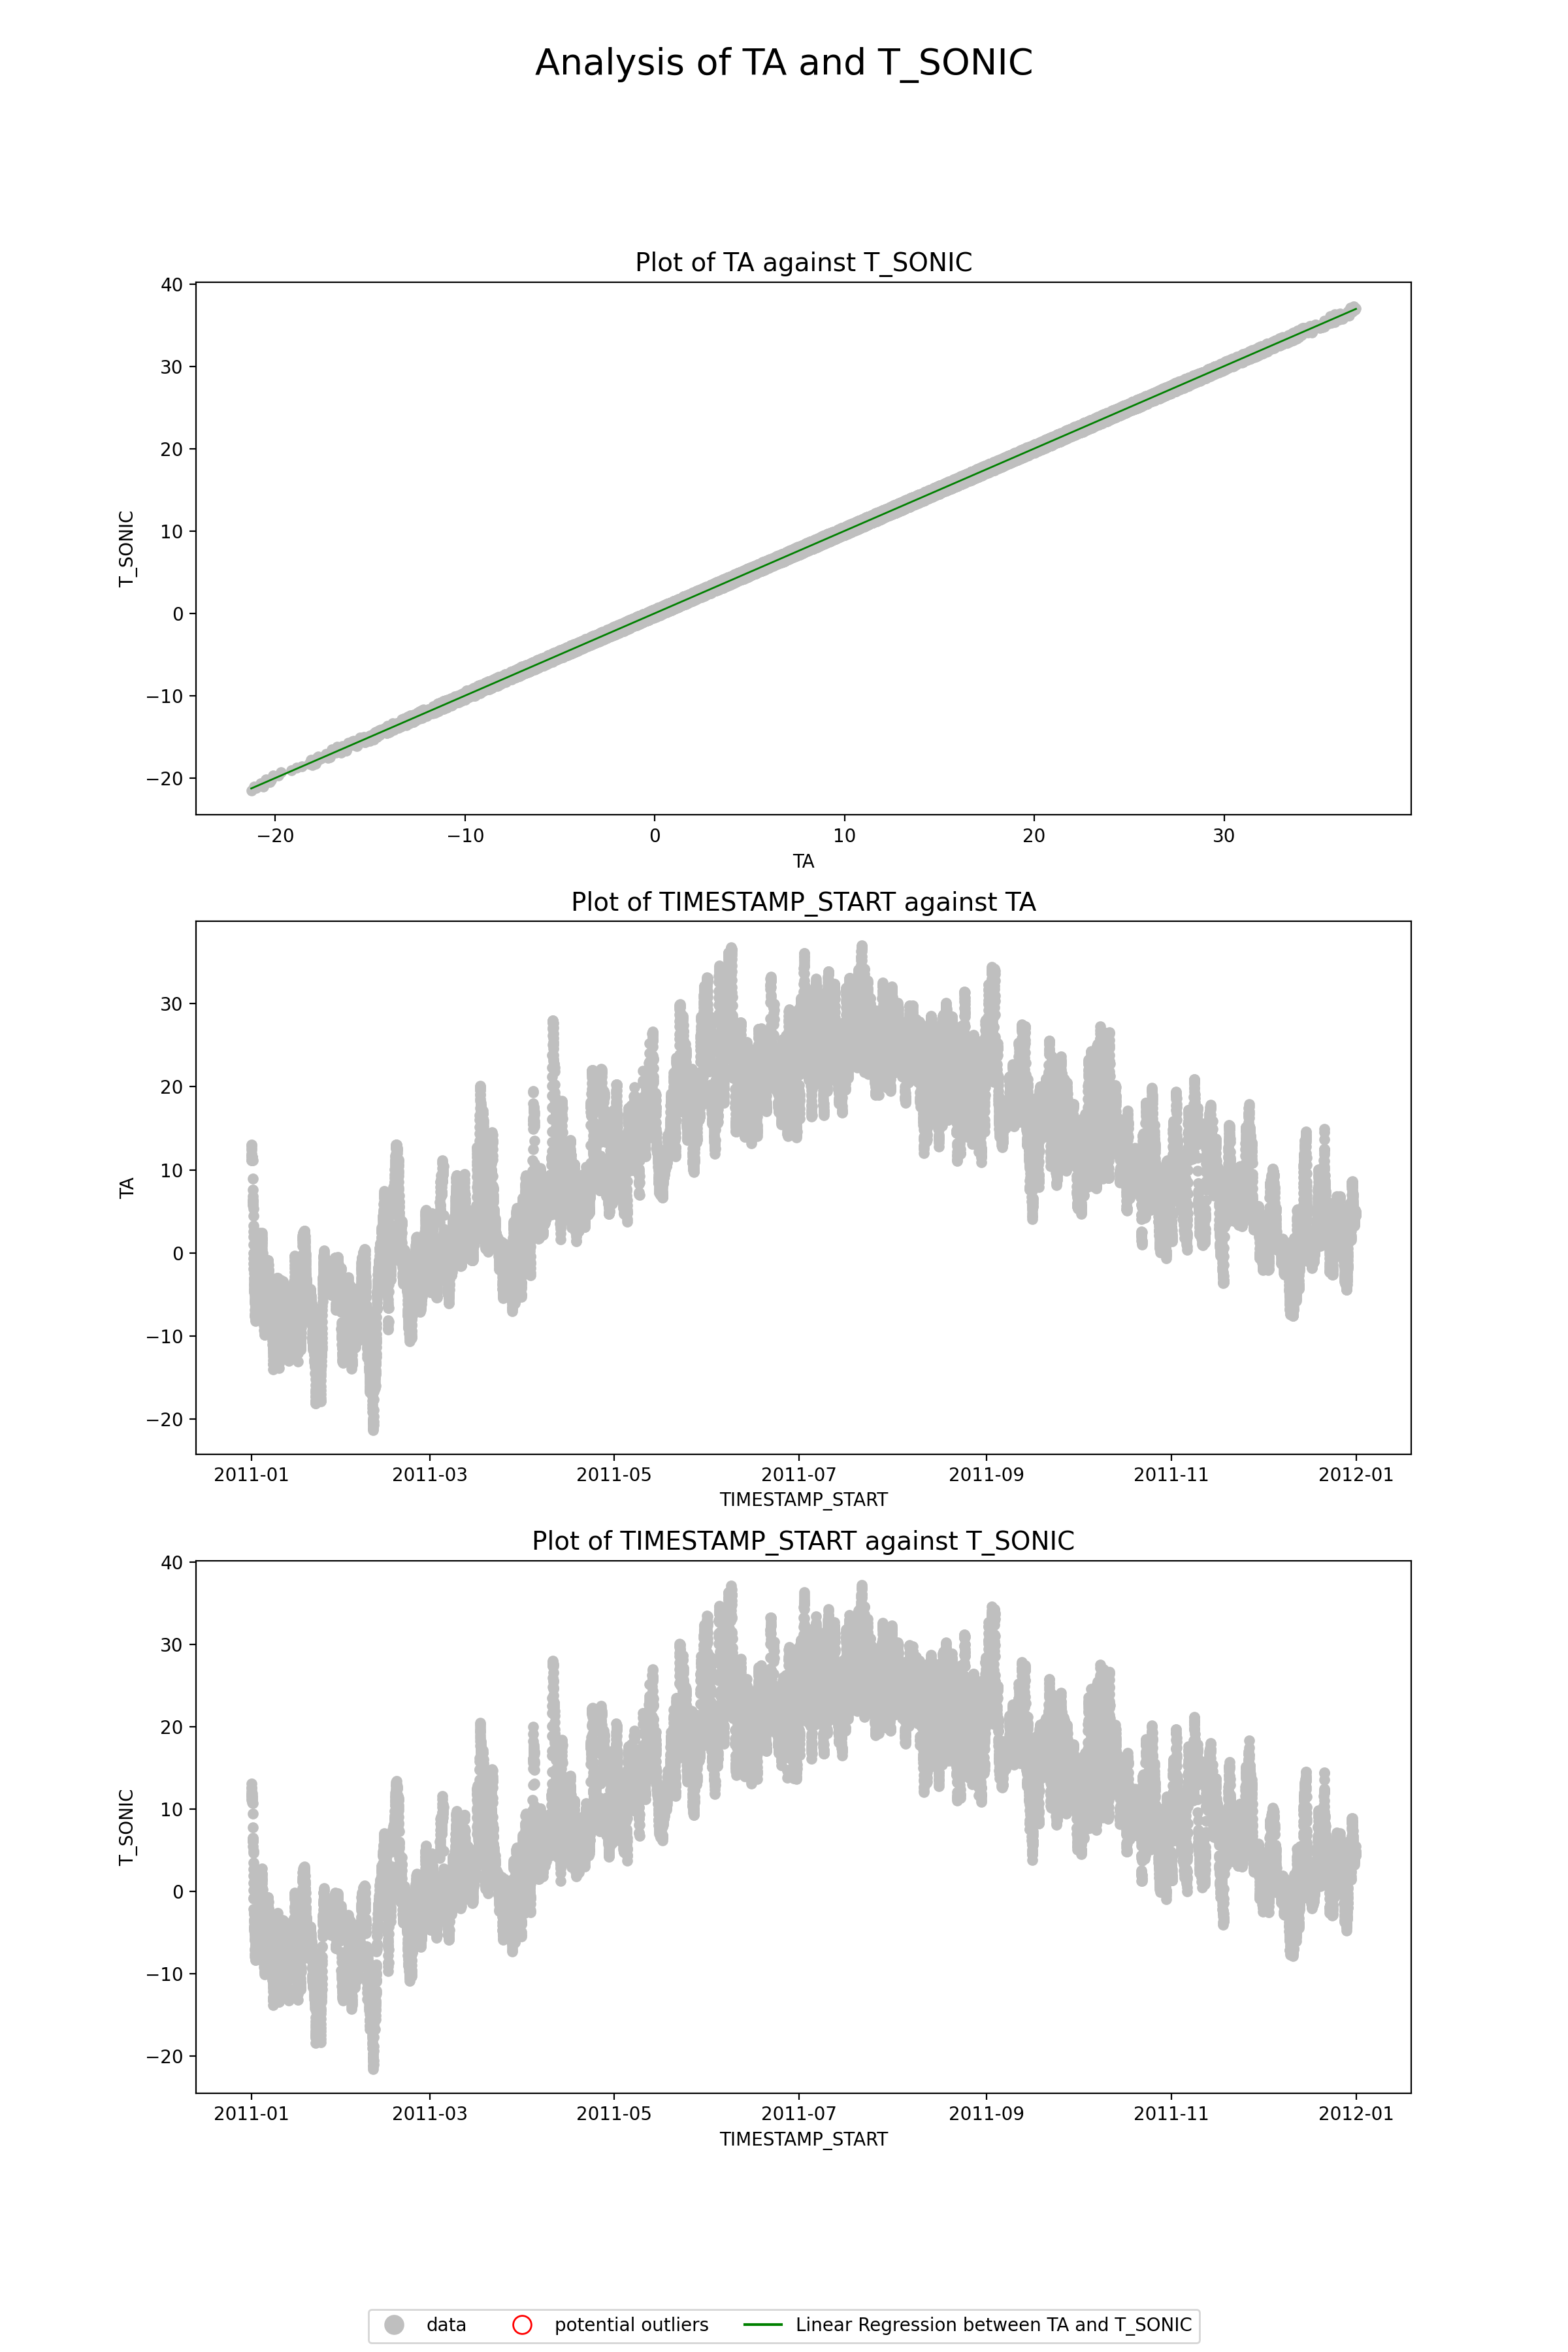 Analysis of TA and T_SONIC
Plot of TA against T_SONIC
40
30
20
10
0
−10
−20
T_SONIC
−20 −10 0 10 20 30
TA
Plot of TIMESTAMP_START against TA
30
20
10
0
−10
−20
TA
2011-01 2011-03 2011-05 2011-07 2011-09 2011-11 2012-01
TIMESTAMP_START
Plot of TIMESTAMP_START against T_SONIC
40
30
20
10
0
−10
−20
T_SONIC
2011-01 2011-03 2011-05 2011-07 2011-09 2011-11 2012-01
TIMESTAMP_START
data potential outliers Linear Regression between TA and T_SONIC